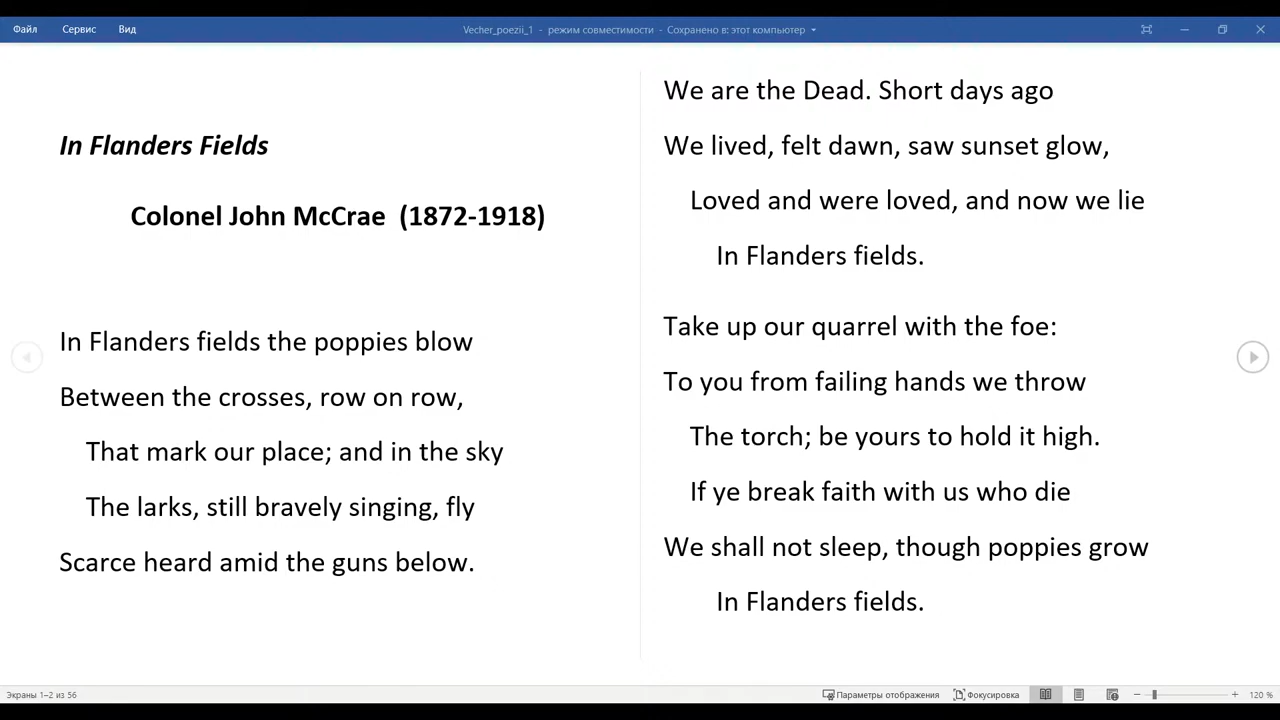 Файл Сервис Вид Vecher_poezii_1 - режим совместимости - Сохранено в: этот компьютер
In Flanders Fields
Colonel John McCrae (1872-1918)
In Flanders fields the poppies blow
Between the crosses, row on row,
That mark our place; and in the sky
The larks, still bravely singing, fly
Scarce heard amid the guns below.
We are the Dead. Short days ago
We lived, felt dawn, saw sunset glow,
Loved and were loved, and now we lie
In Flanders fields.
Take up our quarrel with the foe:
To you from failing hands we throw
The torch; be yours to hold it high.
If ye break faith with us who die
We shall not sleep, though poppies grow
In Flanders fields.
Экраны 1–2 из 56 Параметры отображения Фокусировка 120 %